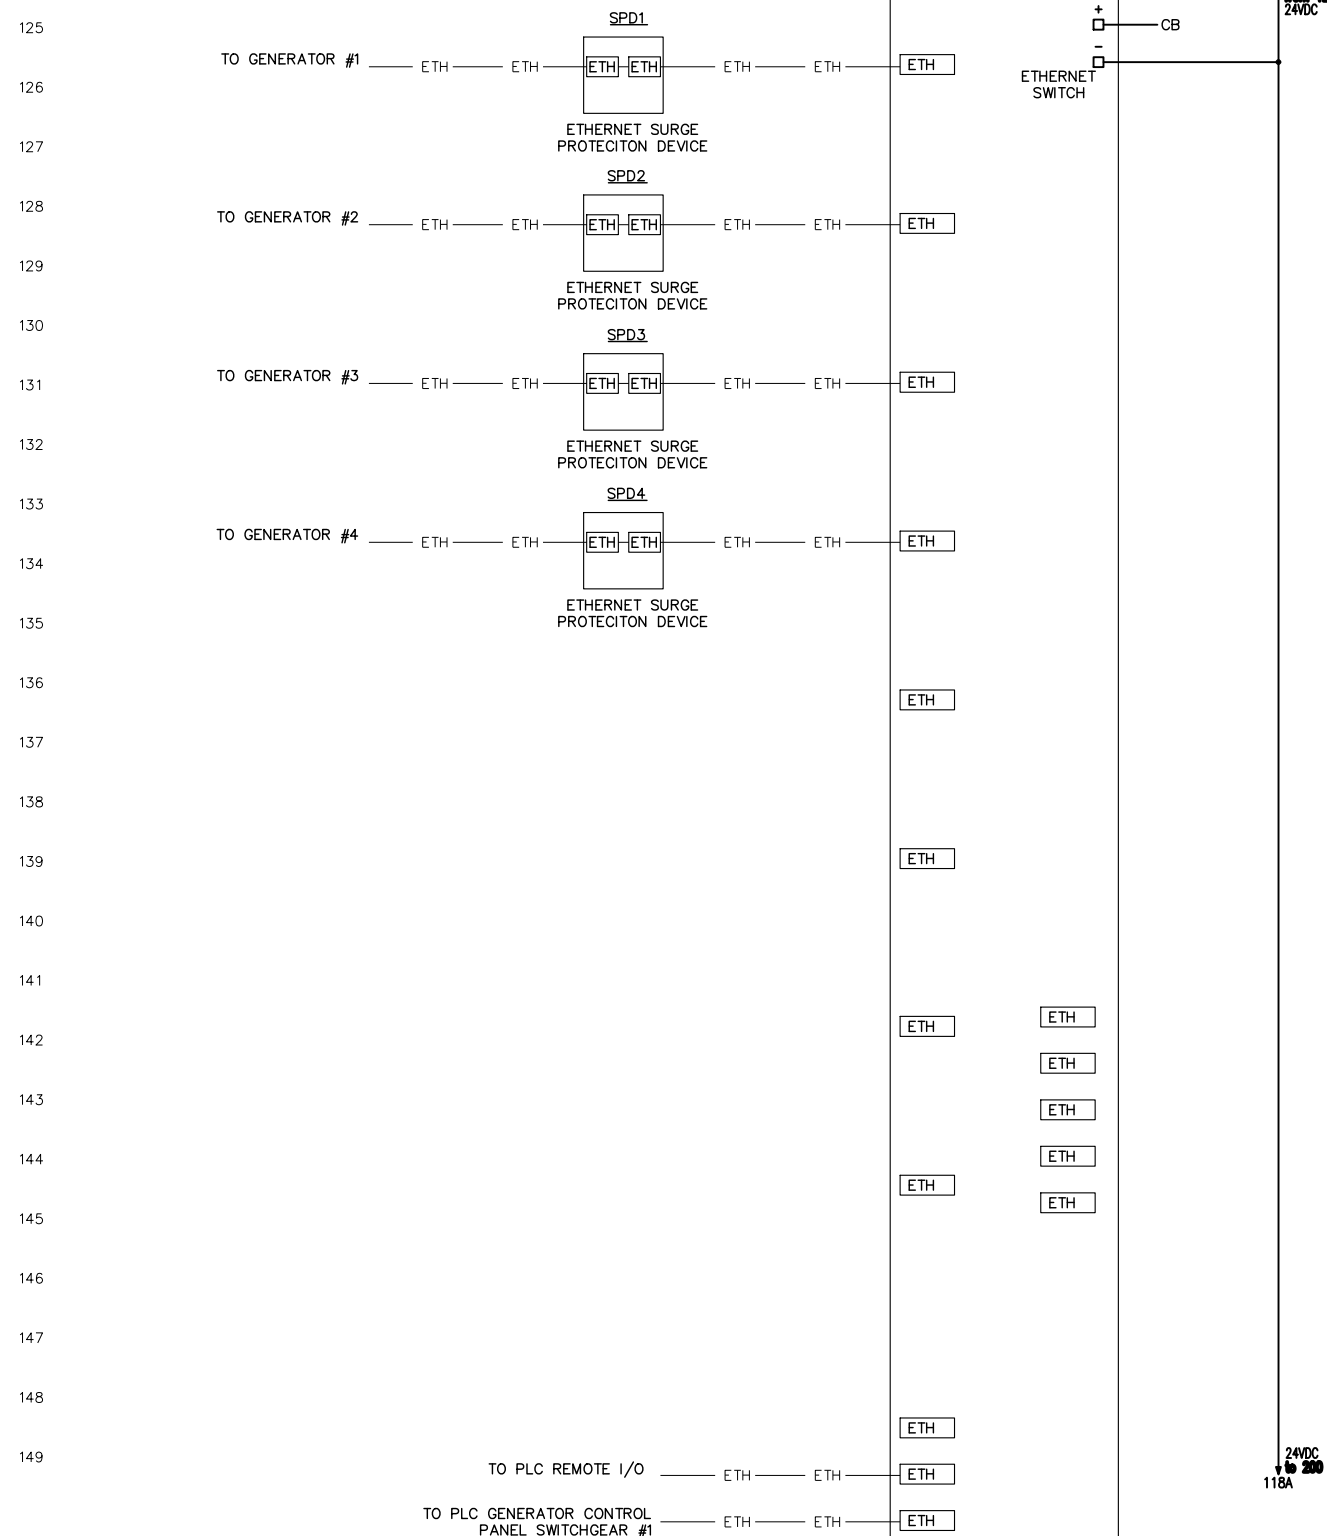 24VDC
+
125
SPD1
CB
TO GENERATOR #1
ETH ETH ETH ETH ETH ETH ETH
-
ETHERNET
SWITCH
126
ETHERNET SURGE
PROTECITON DEVICE
127
SPD2
128
TO GENERATOR #2
ETH ETH ETH ETH ETH ETH ETH
129
ETHERNET SURGE
PROTECITON DEVICE
130
SPD3
TO GENERATOR #3
131
ETH ETH ETH ETH ETH ETH ETH
132
ETHERNET SURGE
PROTECITON DEVICE
133
SPD4
TO GENERATOR #4
ETH ETH ETH ETH ETH ETH ETH
134
ETHERNET SURGE
PROTECITON DEVICE
135
136
ETH
137
138
139
ETH
140
141
ETH
ETH
142
ETH
143
ETH
144
ETH
ETH
ETH
145
146
147
148
ETH
149
24VDC
to 200
118A
TO PLC REMOTE I/O
ETH ETH ETH
TO PLC GENERATOR CONTROL
PANEL SWITCHGEAR #1
ETH ETH ETH